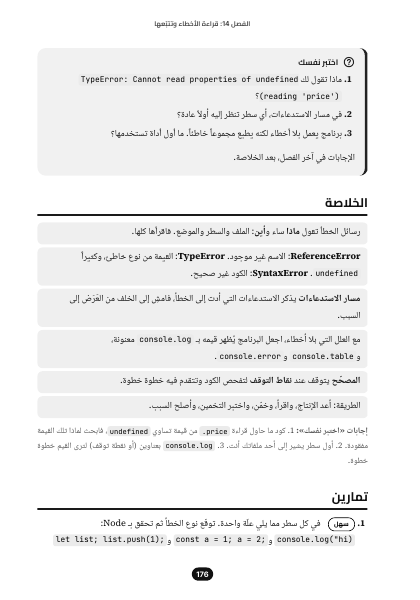 الفصل 14: قراءة الأخطاء وتتبّعها
اختبر نفسك
1. ماذا تقول لك TypeError: Cannot read properties of undefined
(reading 'price')؟
2. في مسار الاستدعاءات، أي سطر تنظر إليه أولاً عادة؟
3. برنامج يعمل بلا أخطاء لكنه يطبع مجموعاً خاطئاً. ما أول أداة تستخدمها؟
الإجابات في آخر الفصل، بعد الخلاصة.
الخلاصة
رسائل الخطأ تقول ماذا ساء وأين: الملف والسطر والموضع. فاقرأها كلها.
ReferenceError: الاسم غير موجود. TypeError: القيمة من نوع خاطئ، وكثيراً
undefined. SyntaxError: الكود غير صحيح.
مسار الاستدعاءات يذكر الاستدعاءات التي أدت إلى الخطأ، فامشِ إلى الخلف من العَرَض إلى
السبب.
مع العلل التي بلا أخطاء، اجعل البرنامج يُظهر قيمه بـ console.log معنونة،
و console.table و console.error.
المصحّح يتوقف عند نقاط التوقف لتفحص الكود وتتقدم فيه خطوة خطوة.
الطريقة: أعد الإنتاج، واقرأ، وخمّن، واختبر التخمين، وأصلح السبب.
إجابات «اختبر نفسك»: 1. كود ما حاول قراءة .price من قيمة تساوي undefined، فابحث لماذا تلك القيمة
مفقودة. 2. أول سطر يشير إلى أحد ملفاتك أنت. 3. console.log بعناوين (أو نقطة توقف) لترى القيم خطوة
خطوة.
تمارين
1. سهل في كل سطر مما يلي علّة واحدة. توقع نوع الخطأ ثم تحقق بـ Node:
console.log("hi) و const a = 1; a = 2; و let list; list.push(1);
176